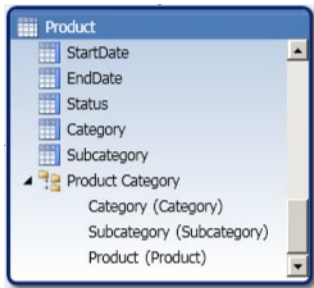 Product
StartDate
EndDate
Status
Category
Subcategory
Product Category
Category (Category)
Subcategory (Subcategory)
Product (Product)